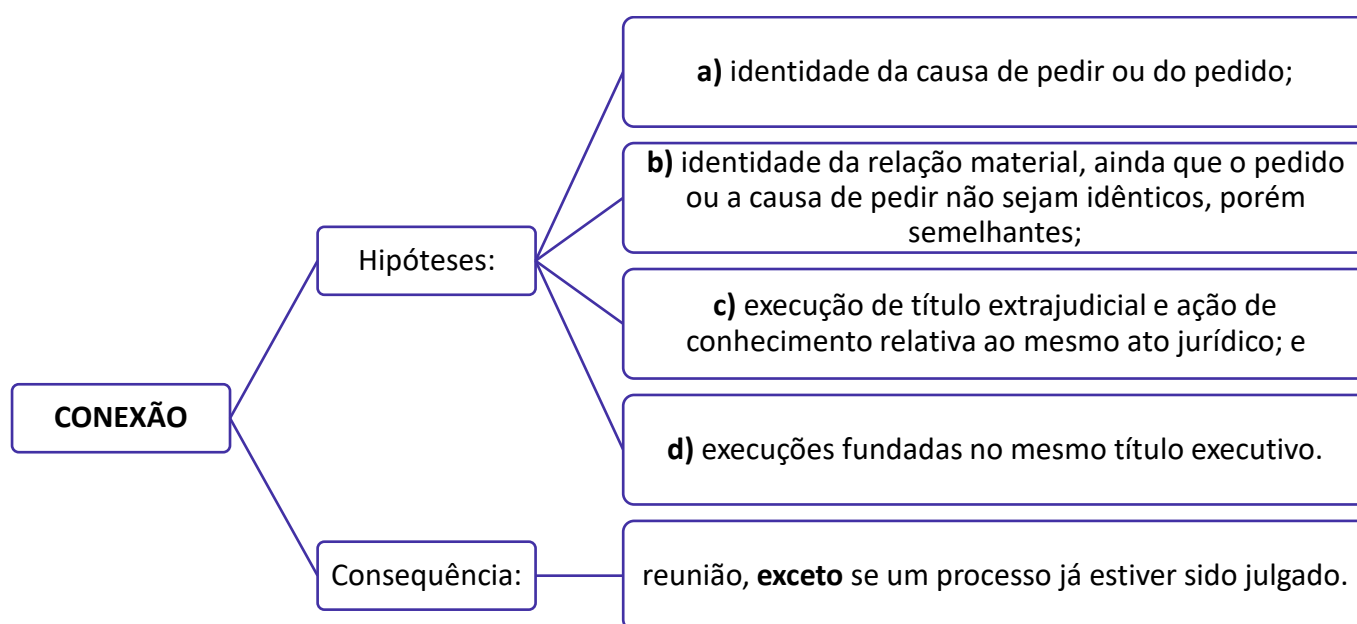 CONEXÃO
Hipóteses:
a) identidade da causa de pedir ou do pedido;
b) identidade da relação material, ainda que o pedido
ou a causa de pedir não sejam idênticos, porém
semelhantes;
c) execução de título extrajudicial e ação de
conhecimento relativa ao mesmo ato jurídico; e
d) execuções fundadas no mesmo título executivo.
Consequência:
reunião, exceto se um processo já estiver sido julgado.